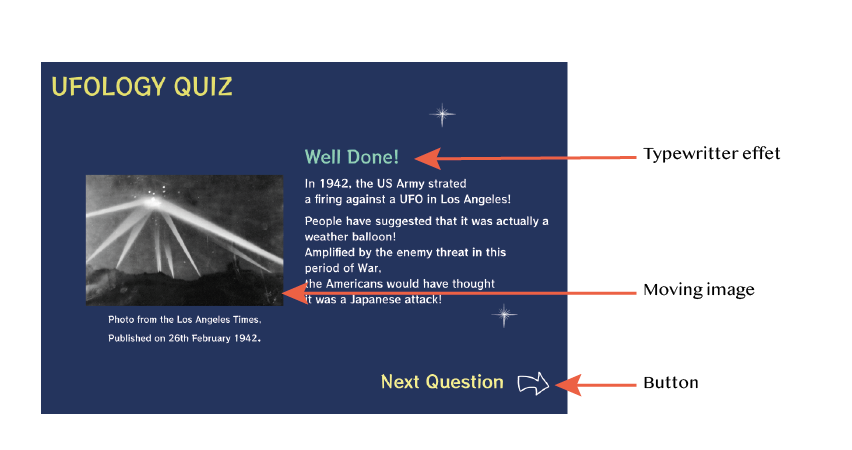 UFOLOGY QUIZ
Well Done!
Typewritter effet
In 1942, the US Army strated
a firing against a UFO in Los Angeles!
People have suggested that it was actually a
weather balloon!
Amplified by the enemy threat in this
period of War,
the Americans would have thought
it was a Japanese attack!
Moving image
Photo from the Los Angeles Times.
Published on 26th February 1942.
Next Question
Button